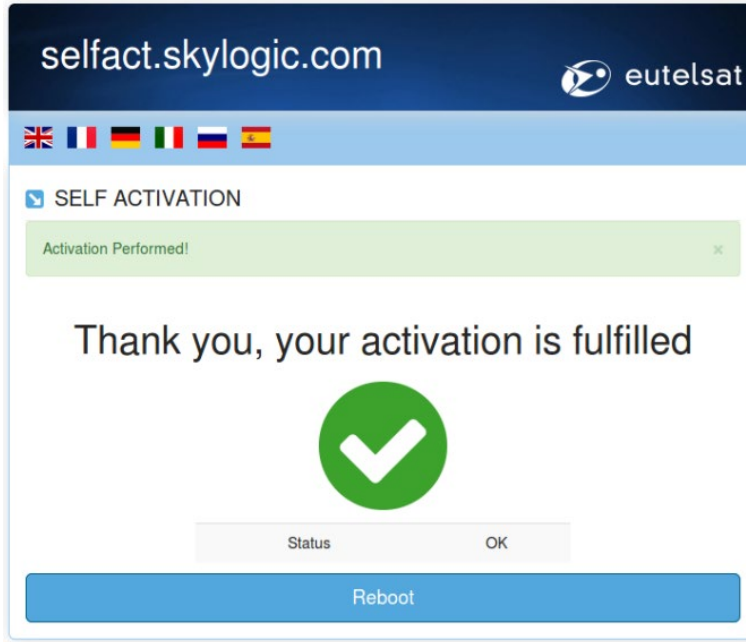 selfact.skylogic.com
eutelsat
SELF ACTIVATION
Activation Performed!
×
Thank you, your activation is fulfilled
Status OK
Reboot